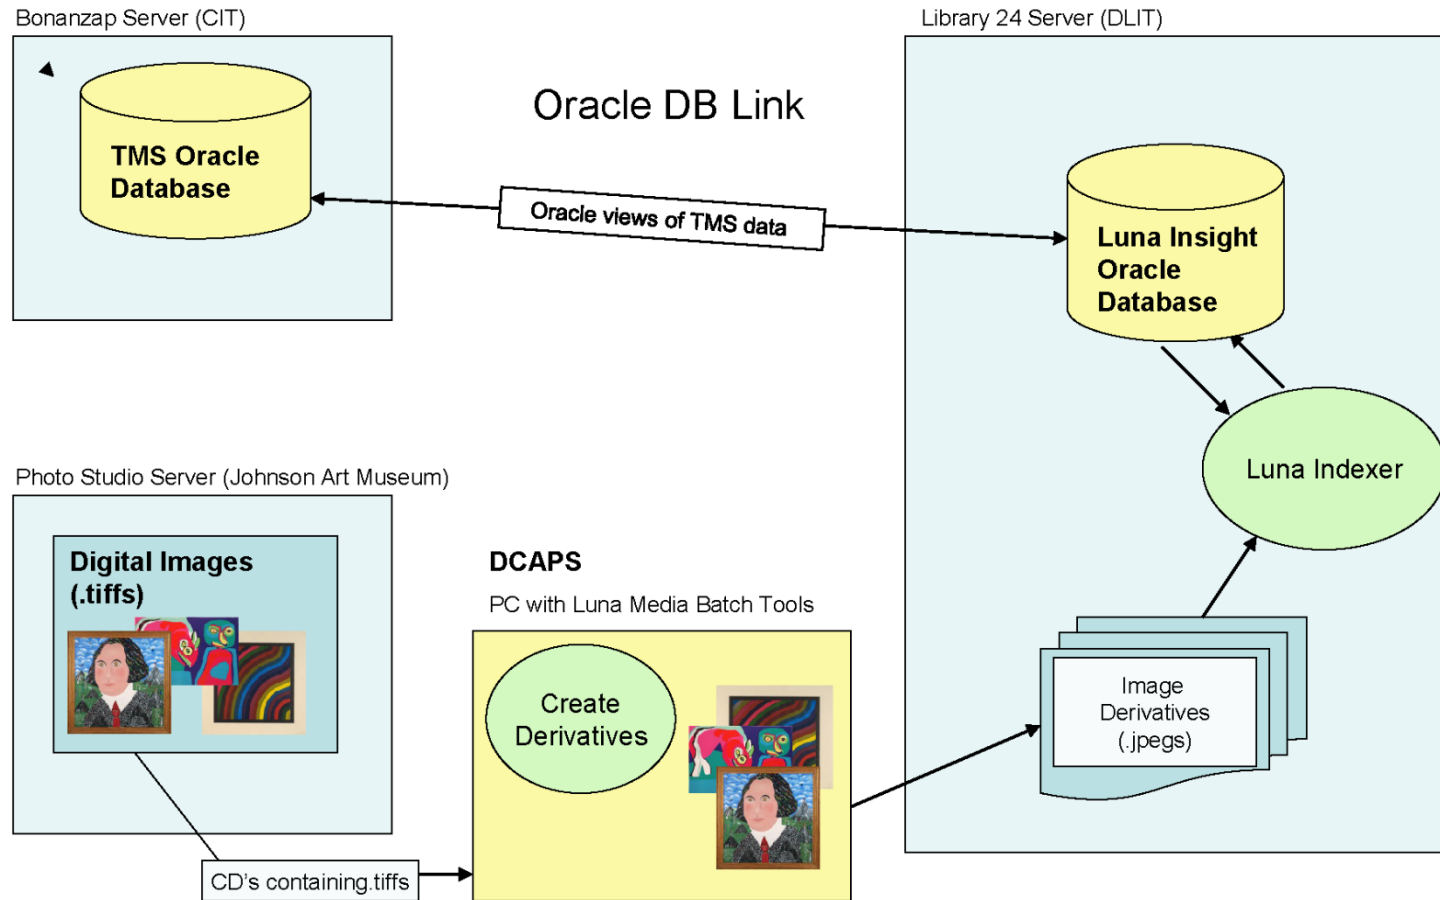 Bonanzap Server (CIT)
Library 24 Server (DLIT)
Oracle DB Link
TMS Oracle
Database
Oracle views of TMS data
Luna Insight
Oracle
Database
Luna Indexer
Photo Studio Server (Johnson Art Museum)
Digital Images
(.tiffs)
DCAPS
PC with Luna Media Batch Tools
Create
Derivatives
Image
Derivatives
(.jpegs)
CD's containing.tiffs